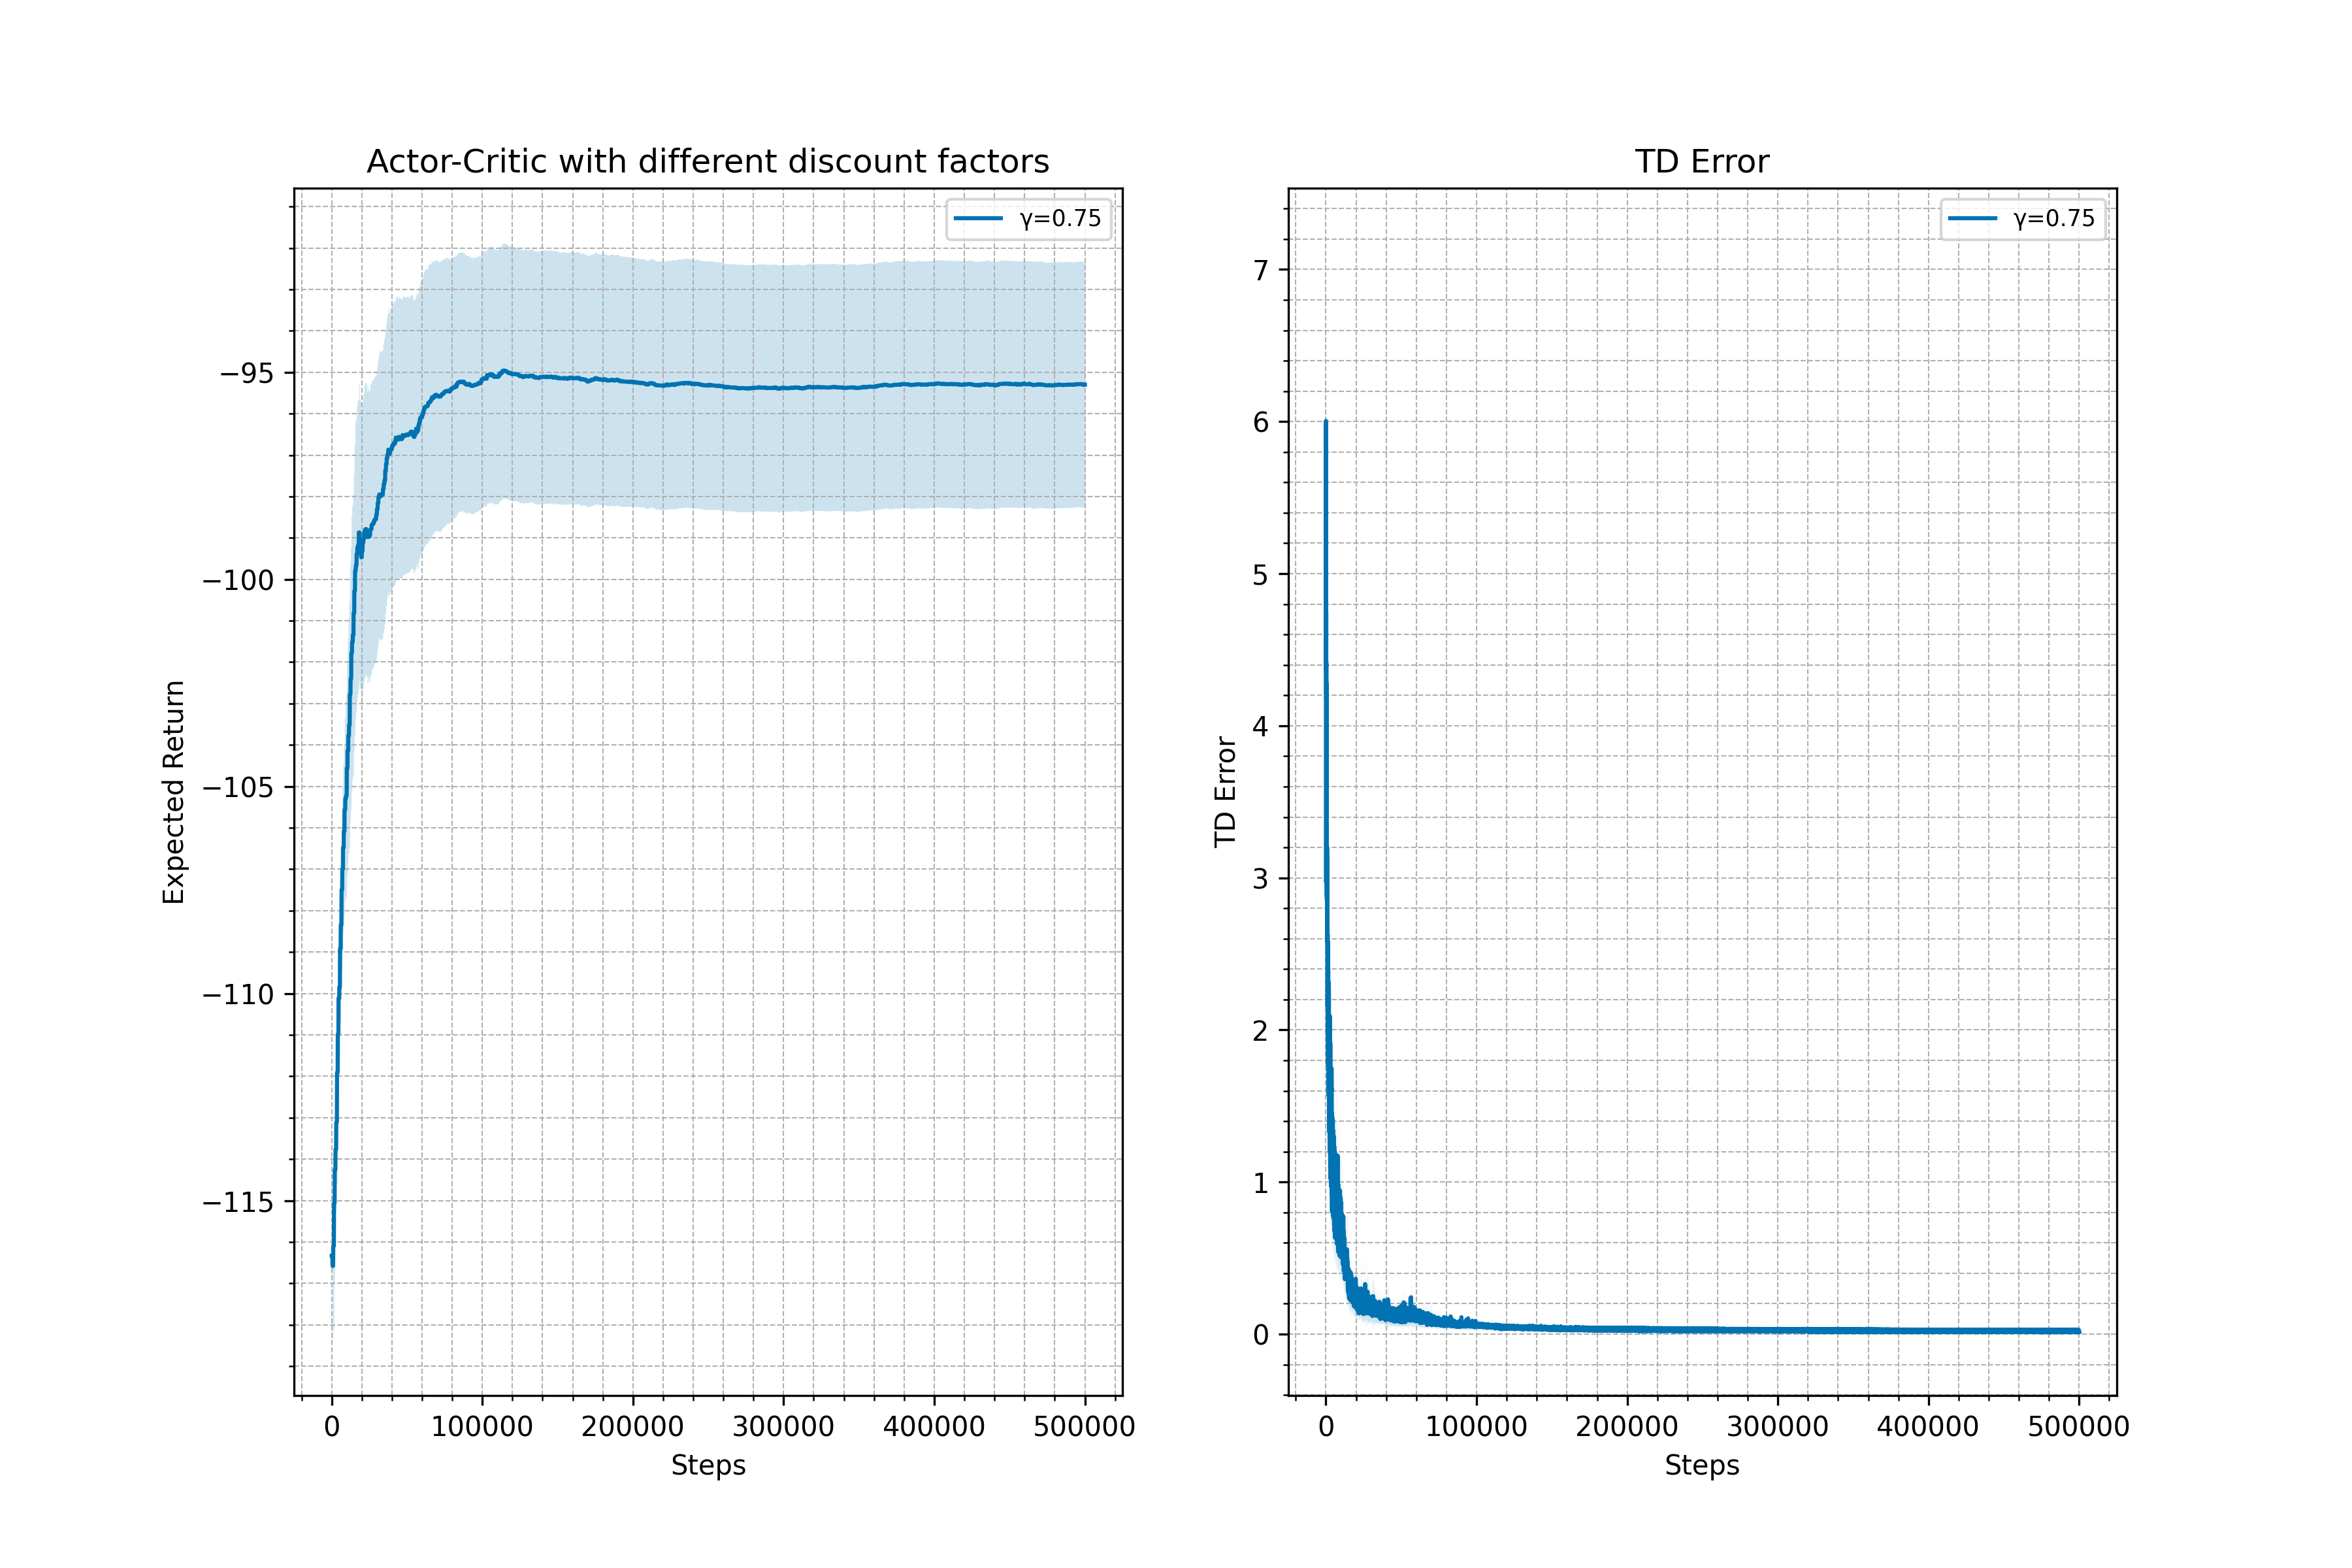 Actor-Critic with different discount factors
γ=0.75
−95
−100
−105
−110
−115
Expected Return
0 100000 200000 300000 400000 500000
Steps
TD Error
γ=0.75
7
6
5
4
3
2
1
0
TD Error
0 100000 200000 300000 400000 500000
Steps